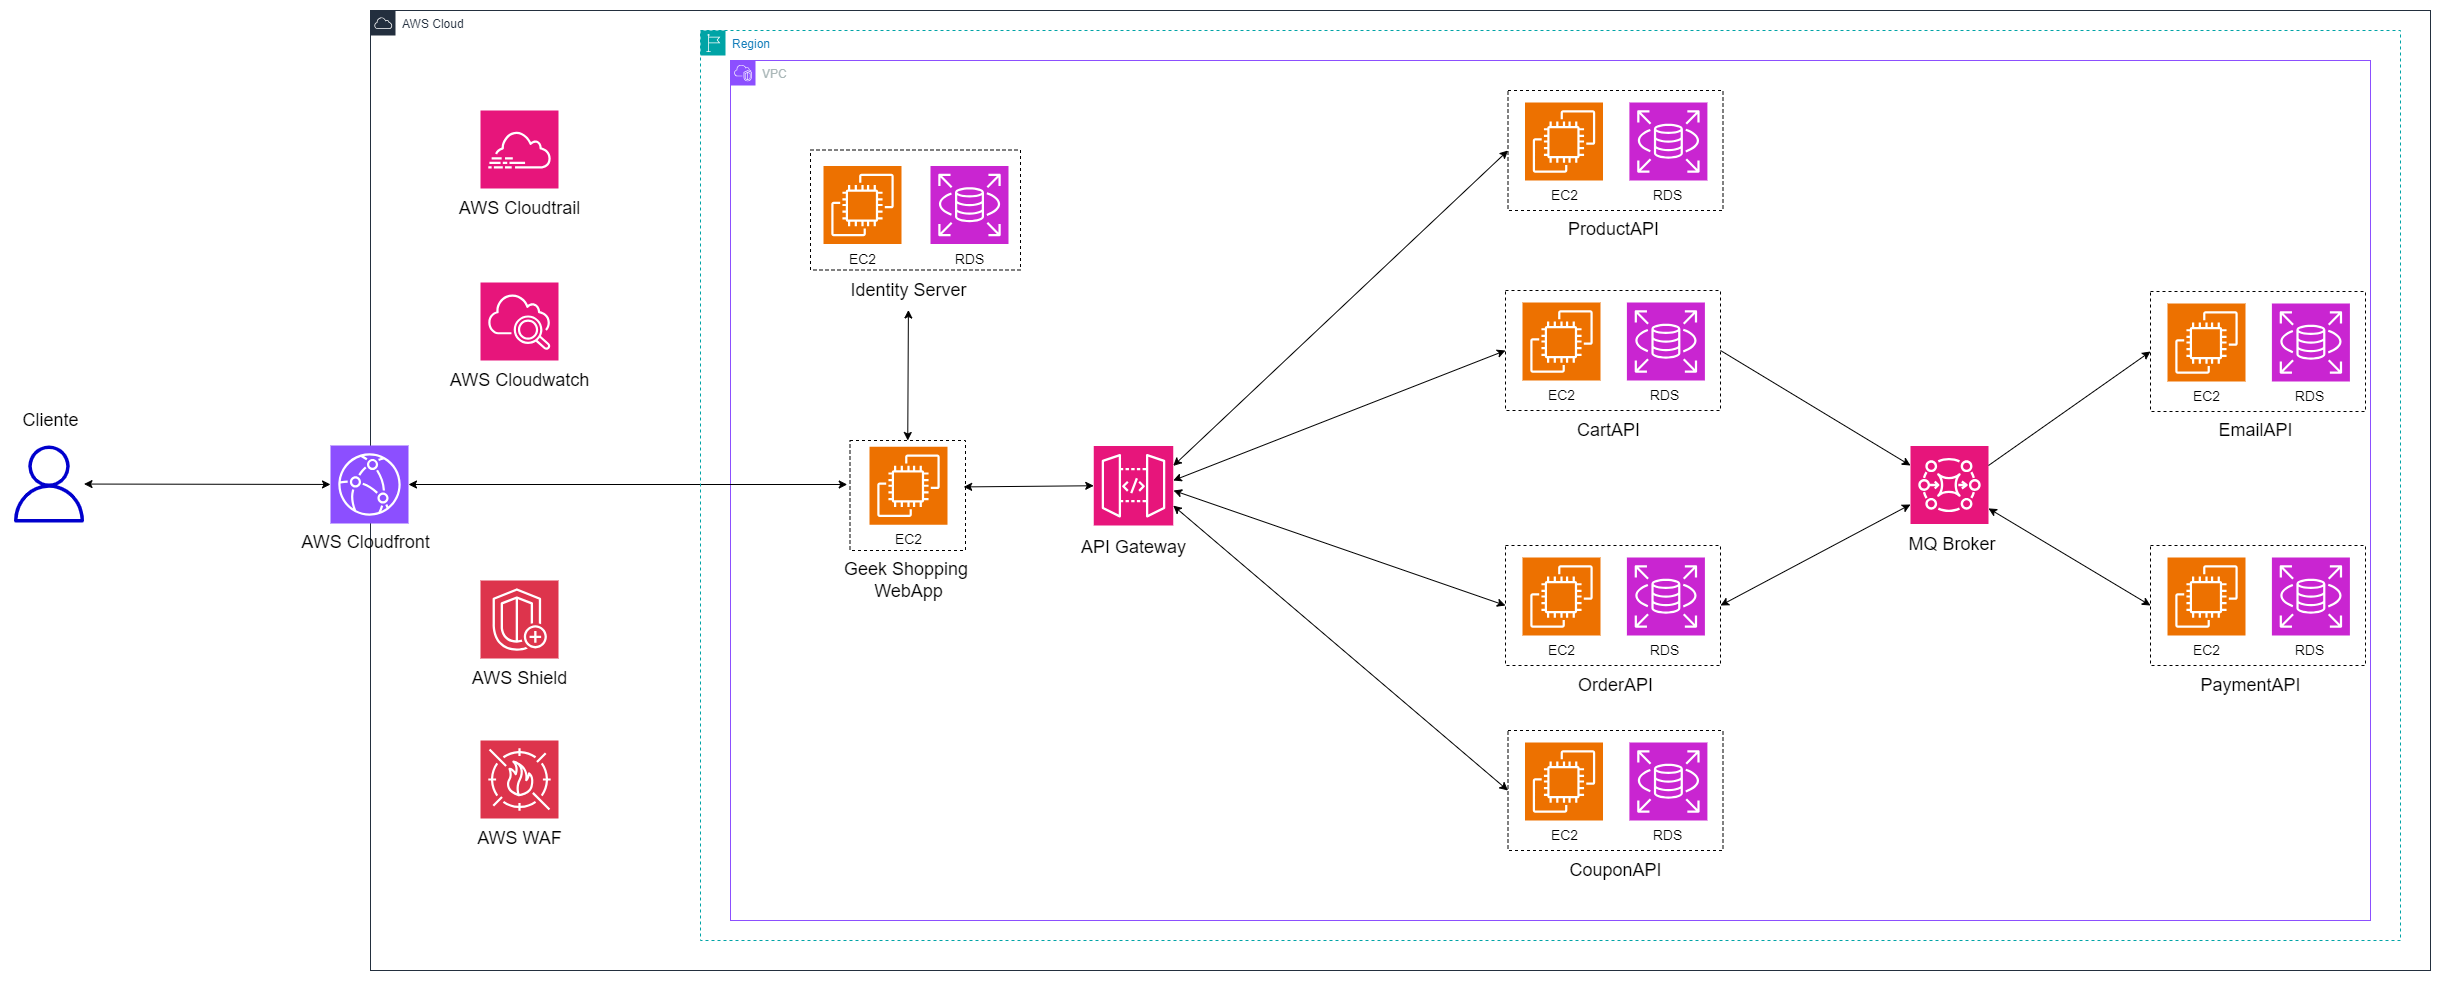 AWS Cloud
Region
VPC
AWS Cloudtrail
AWS Cloudwatch
Cliente
AWS Cloudfront
AWS Shield
AWS WAF
EC2
RDS
Identity Server
EC2
Geek Shopping
WebApp
API Gateway
EC2
RDS
ProductAPI
EC2
RDS
CartAPI
EC2
RDS
OrderAPI
EC2
RDS
CouponAPI
MQ Broker
EC2
RDS
EmailAPI
EC2
RDS
PaymentAPI